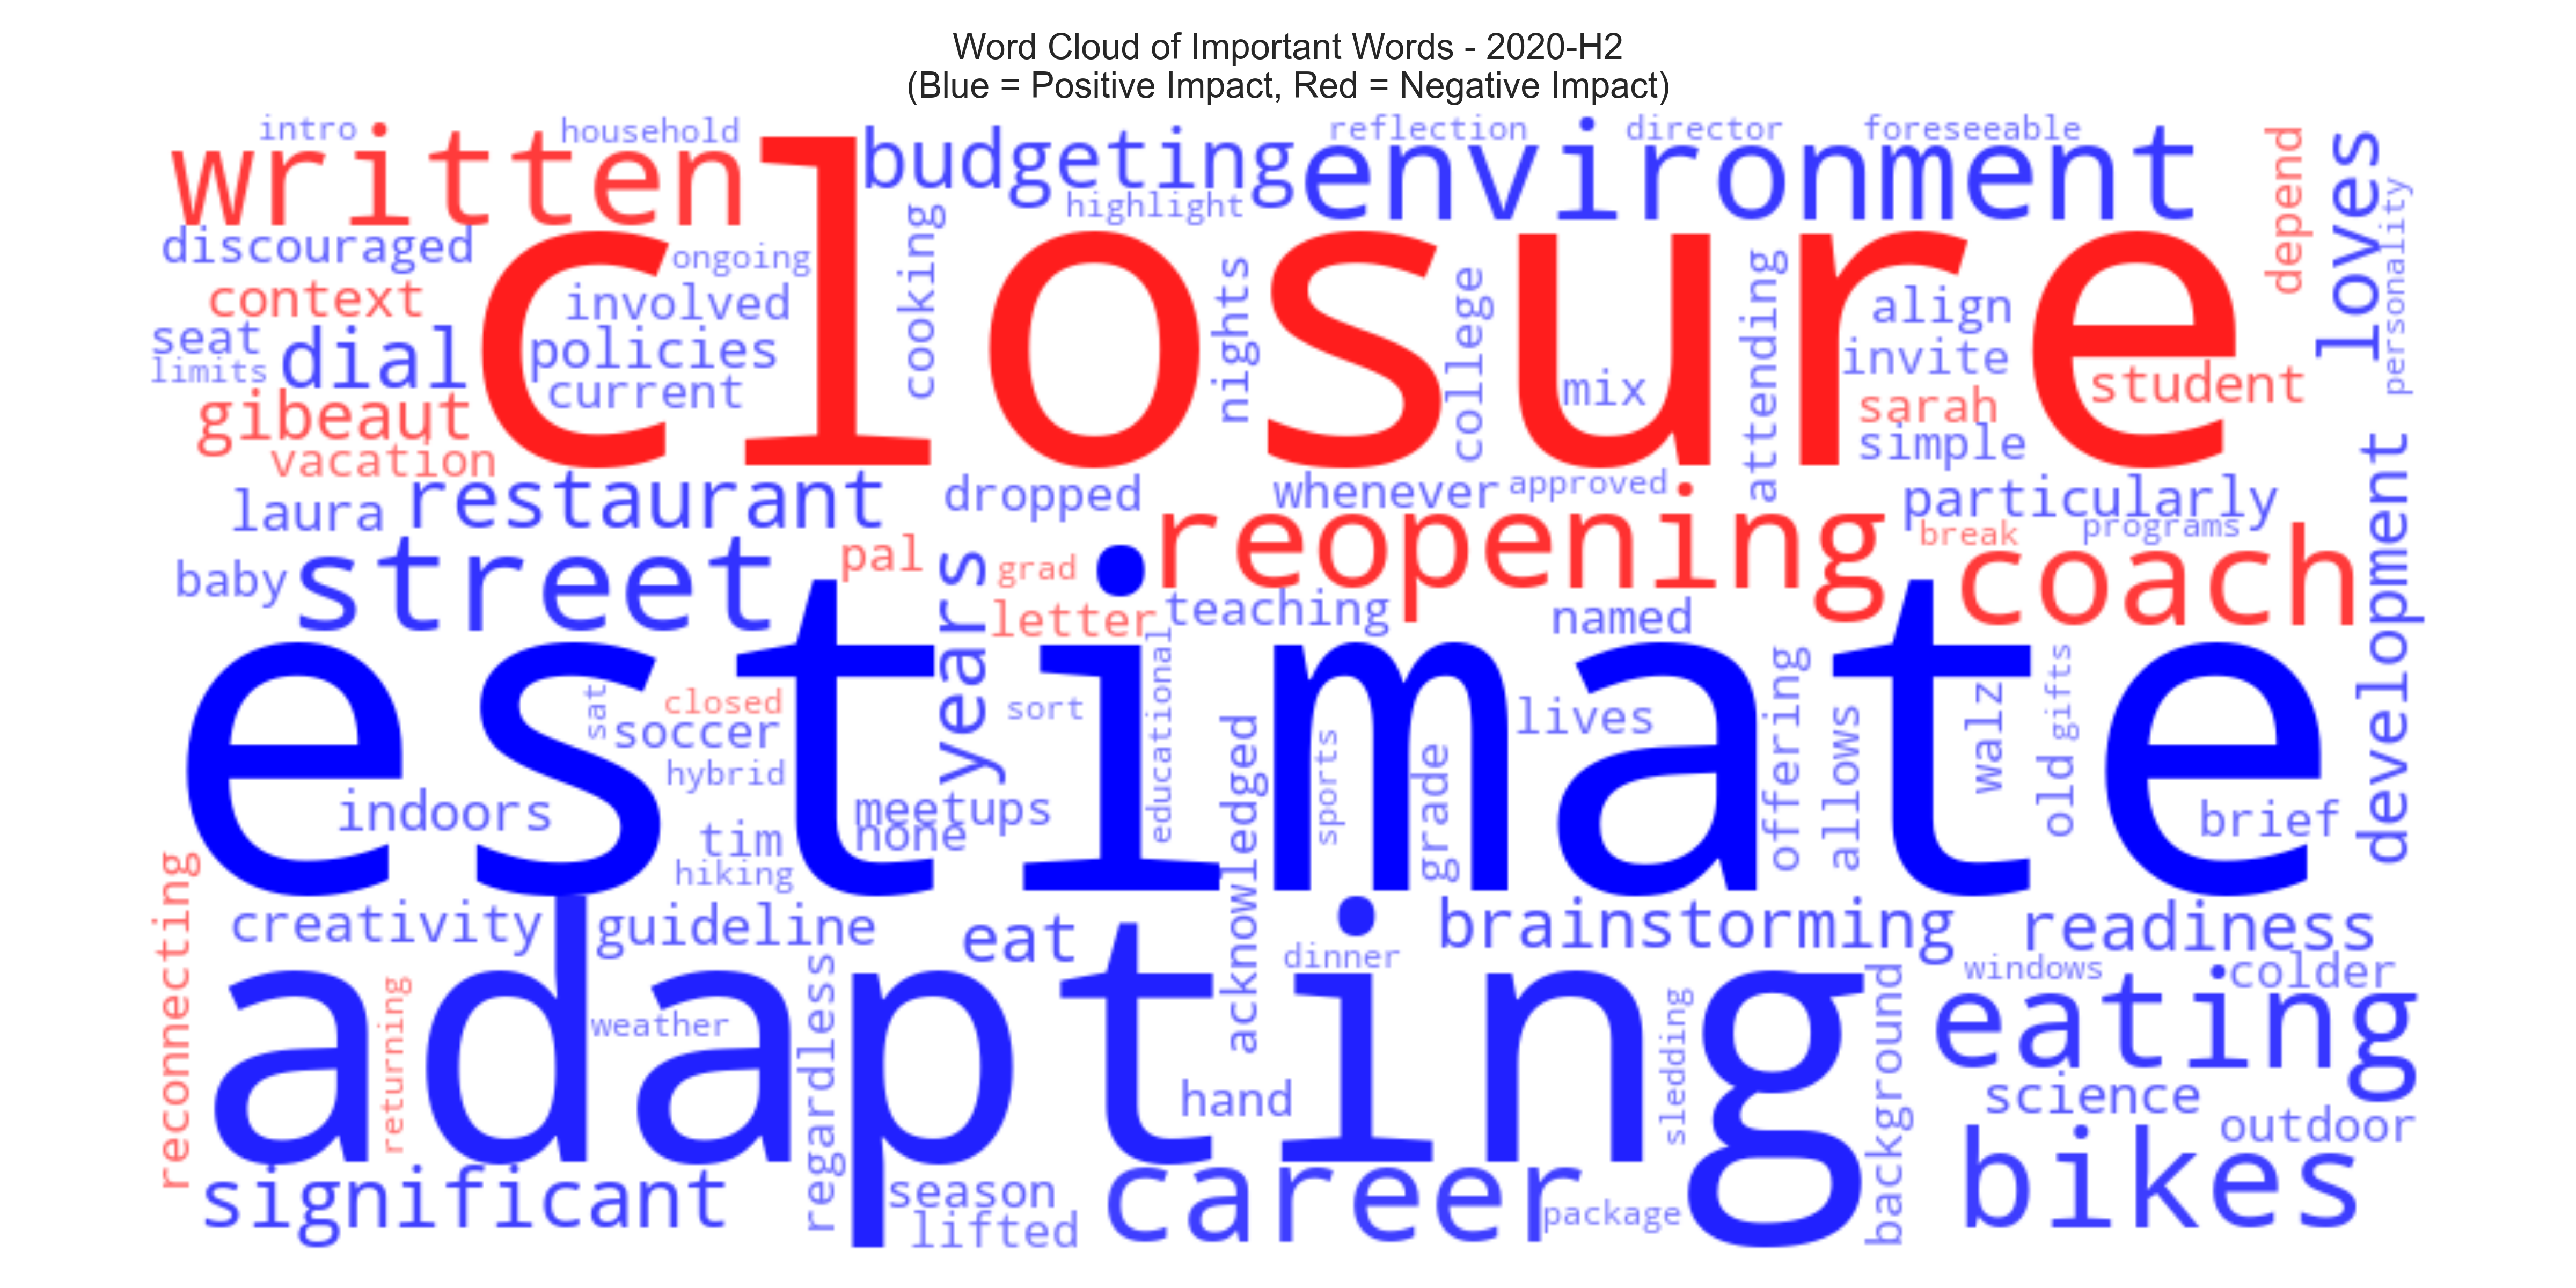 Word Cloud of Important Words - 2020-H2
(Blue = Positive Impact, Red = Negative Impact)
intro
household
reflection
director
foreseeable
written
budgeting
environment
depend
loves
personality
highlight
closure
discouraged
ongoing
cooking
context
involved
nights
college
attending
align
seat
limits
dial
policies
current
mix
invite
student
gibeaut
sarah
vacation
simple
laura
restaurant
dropped
whenever
approved
particularly
development
reopening
break
programs
baby
street
pal
years
grad
coach
letter
teaching
named
estimate
educational
offering
ssat
closed
soccer
sort
lives
walz
old
gifts
hybrid
acknowledged
sports
grade
allows
indoors
meetups
none
brief
tim
hiking
reconnecting
creativity
guideline
eat
brainstorming
readiness
dinner
windows
colder
adapting
returning
weather
regardless
sledding
background
eating
hand
science
outdoor
significant
season
lifted
career
package
bikes